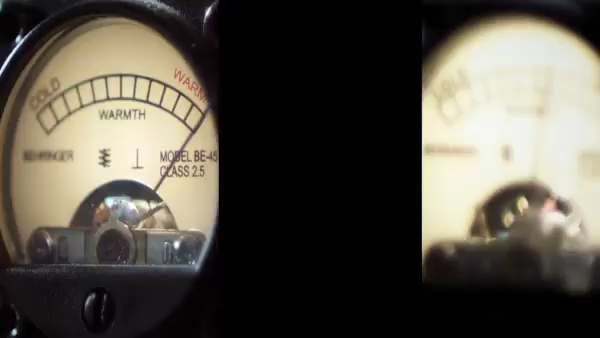 COLD
WARM
WARMTH
BEHRINGER
MODEL BE-45
CLASS 2.5